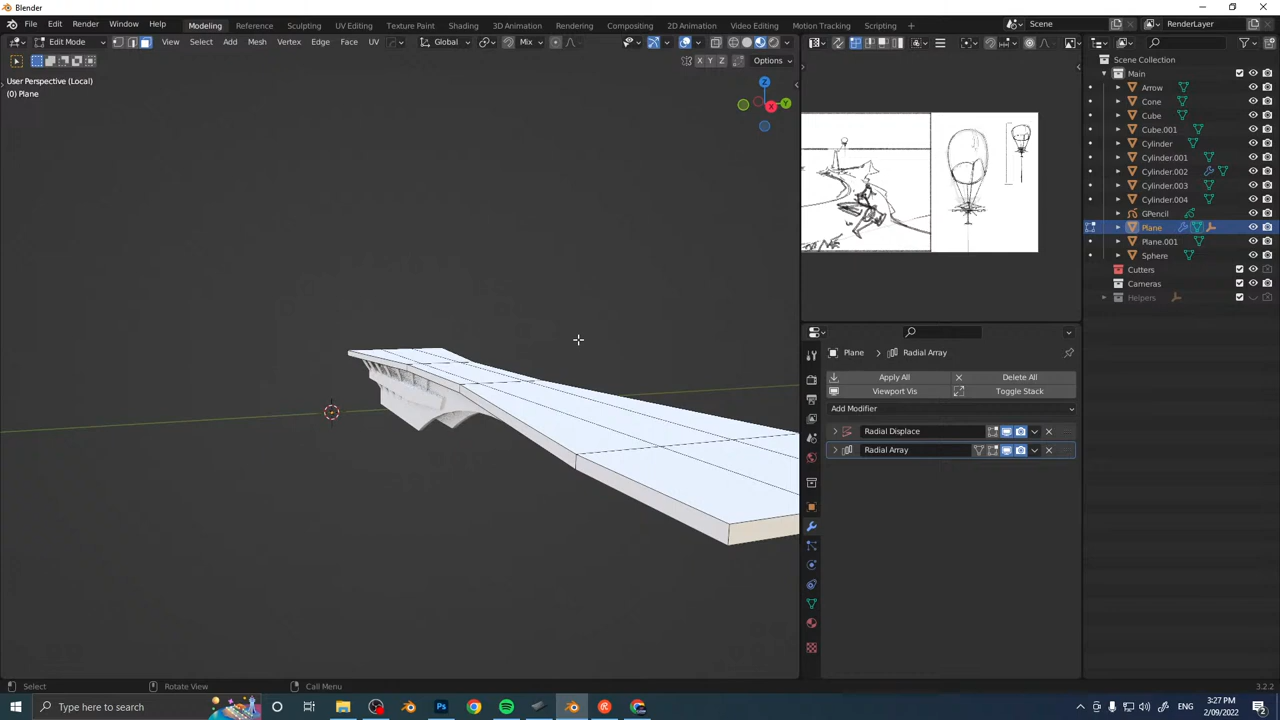 Blender
File Edit Render Window Help Modeling Reference Sculpting UV Editing Texture Paint Shading 3D Animation Rendering Compositing 2D Animation Video Editing Motion Tracking Scripting + Scene RenderLayer
Edit Mode View Select Add Mesh Vertex Edge Face UV Global Mix
X Y Z Options
User Perspective (Local)
(0) Plane
Z
Y
X
Scene Collection
Main
Arrow
Cone
Cube
Cube.001
Cylinder
Cylinder.001
Cylinder.002
Cylinder.003
Cylinder.004
GPencil
Plane
Plane.001
Sphere
Cutters
Cameras
Helpers
Plane > Radial Array
Apply All Delete All
Viewport Vis Toggle Stack
Add Modifier
Radial Displace
Radial Array
Select Rotate View Call Menu 3.2.2
Type here to search
3:27 PM
2/09/2022